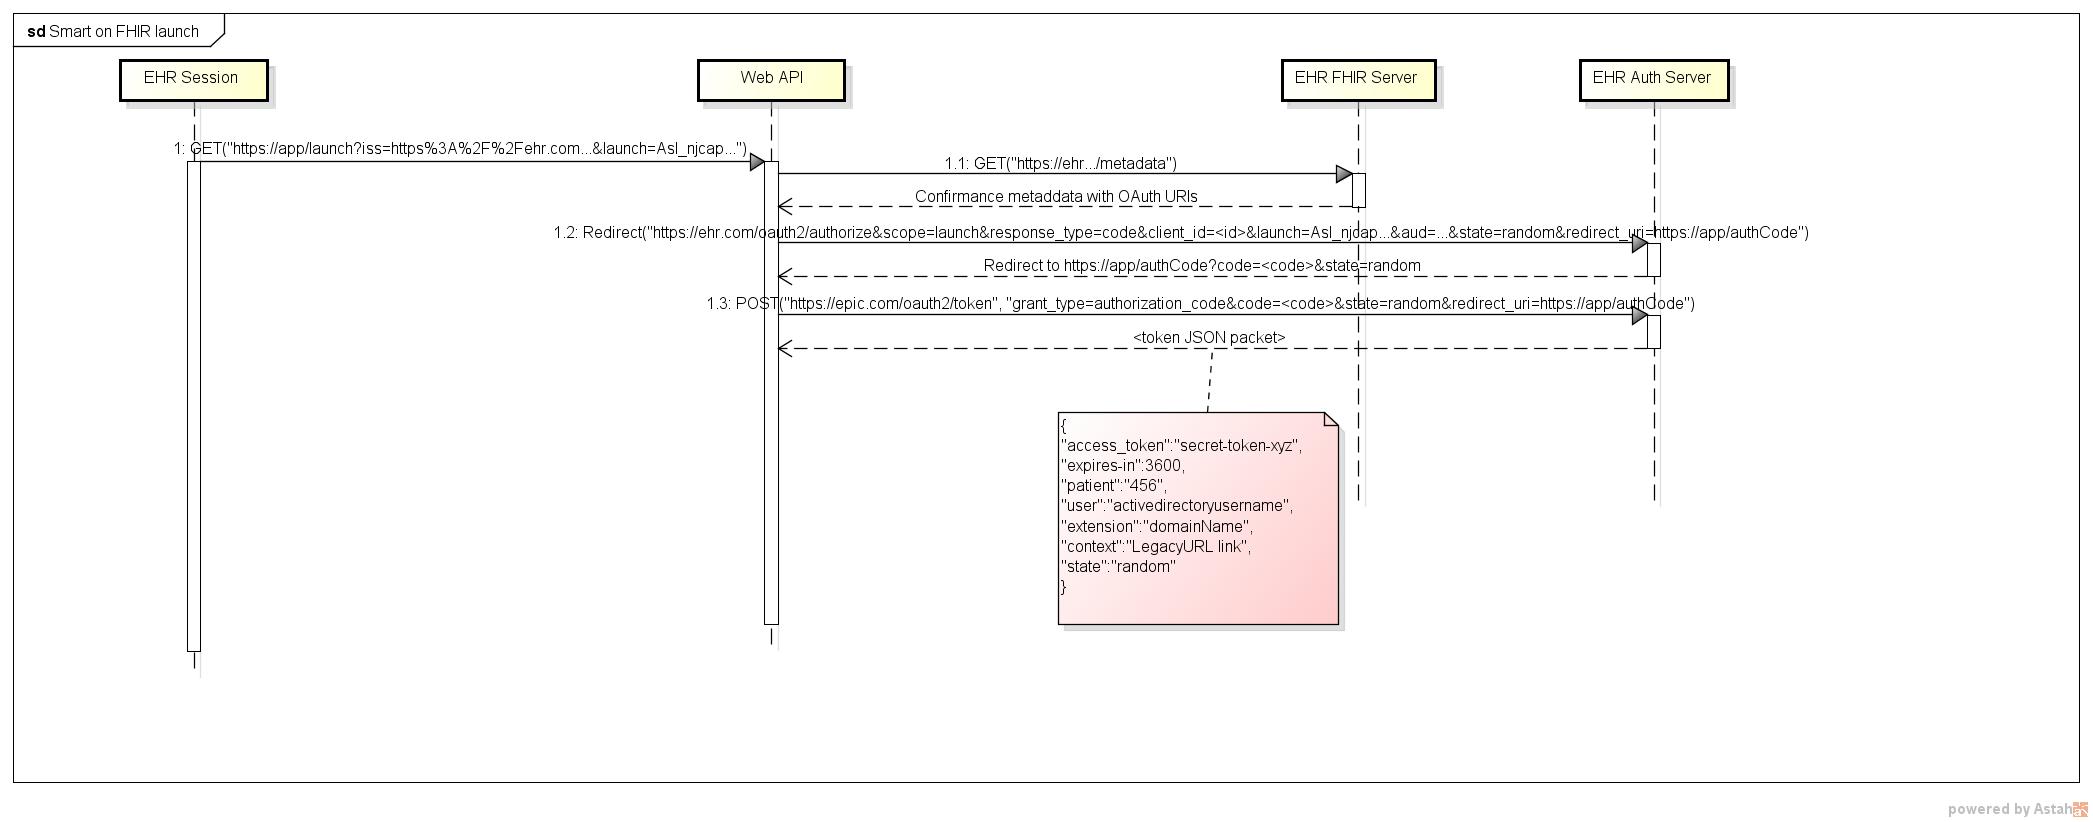 sd Smart on FHIR launch
EHR Session
Web API
EHR FHIR Server
EHR Auth Server
1: GET("https://app/launch?iss=https%3A%2F%2Fehr.com...&launch=Asl_njcap...")
1.1: GET("https://ehr.../metadata")
Confirmance metaddata with OAuth URIs
1.2: Redirect("https://ehr.com/oauth2/authorize&scope=launch&response_type=code&client_id=<id>&launch=Asl_njcap...&aud=...&state=random&redirect_uri=https://app/authCode")
Redirect to https://app/authCode?code=<code>&state=random
1.3: POST("https://epic.com/oauth2/token", "grant_type=authorization_code&code=<code>&state=random&redirect_uri=https://app/authCode")
<token JSON packet>
{
"access_token":"secret-token-xyz",
"expires-in":3600,
"patient":"456",
"user":"activedirectoryusername",
"extension":"domainName",
"context":"LegacyURL link",
"state":"random"
}
powered by Astah